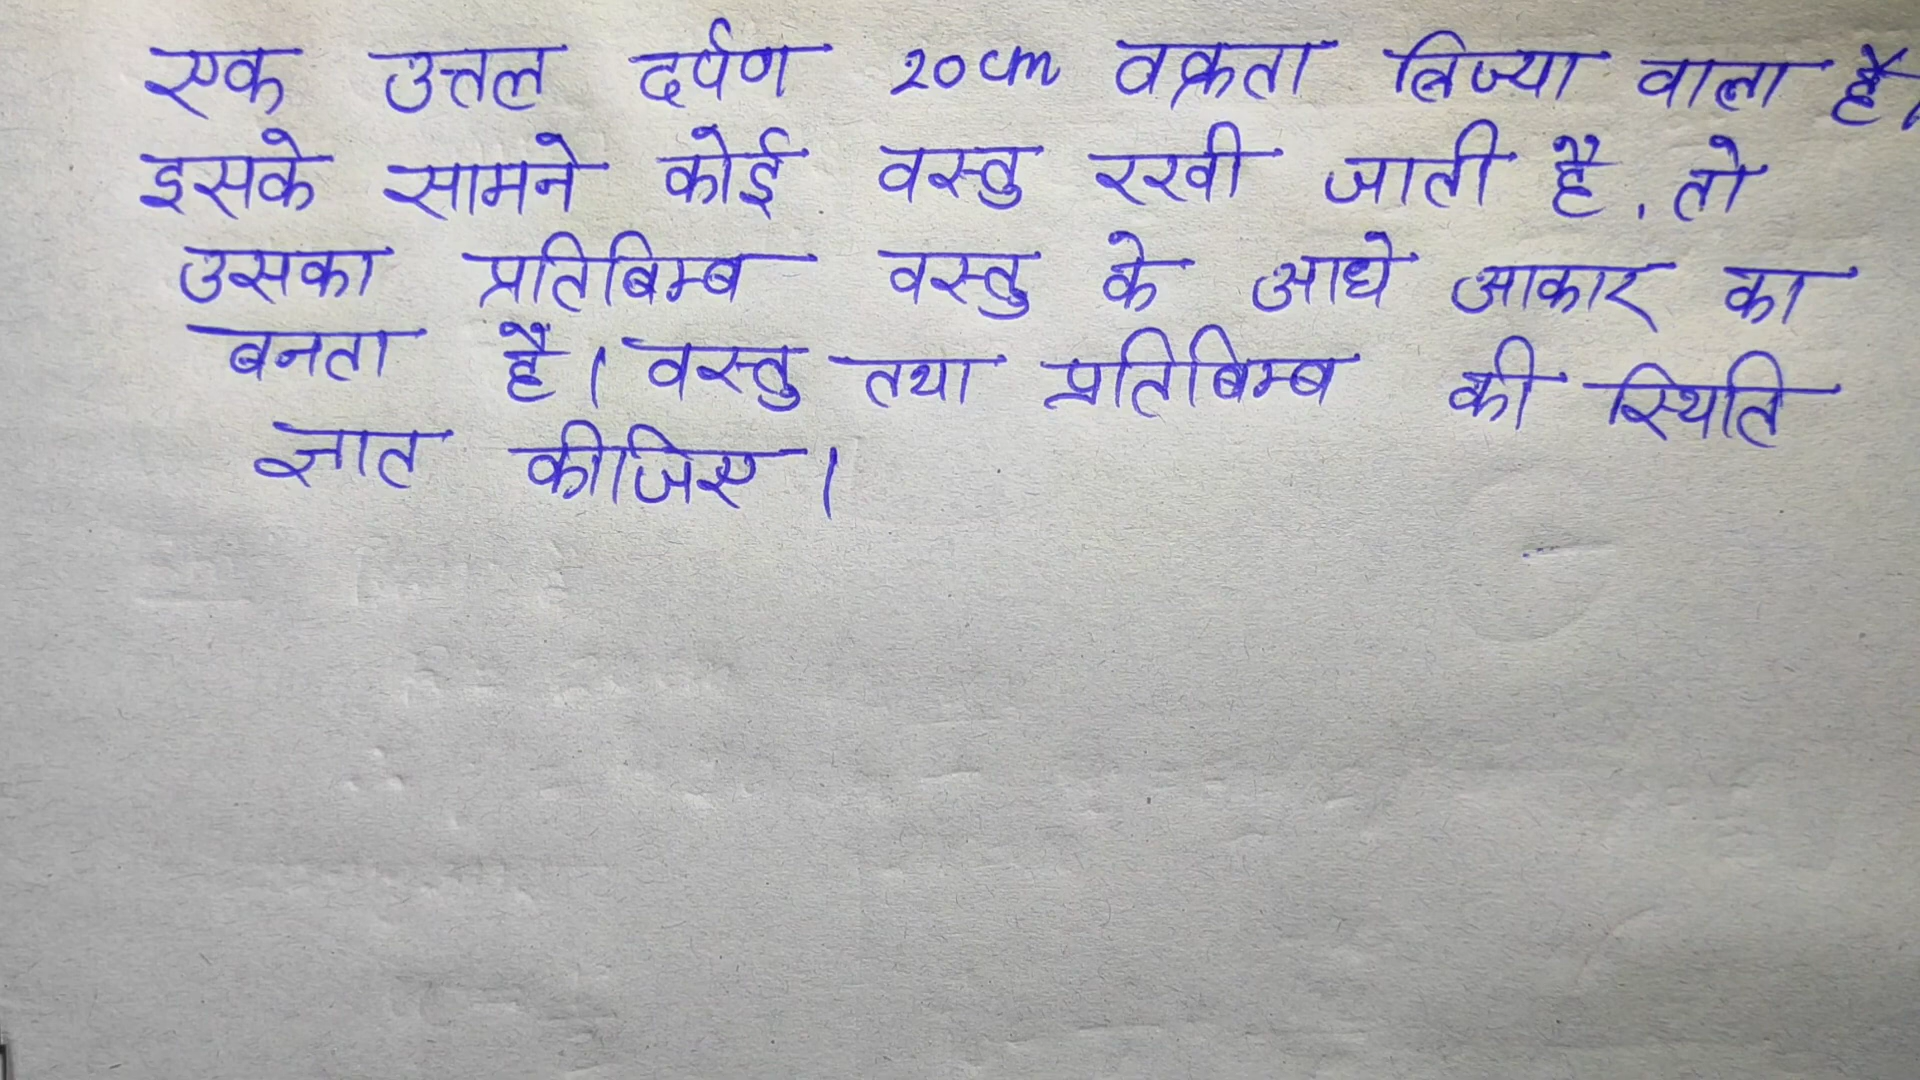 एक उत्तल दर्पण 20cm वक्रता त्रिज्या वाला है।
इसके सामने कोई वस्तु रखी जाती है, तो
उसका प्रतिबिम्ब वस्तु के आधे आकार का
बनता है। वस्तु तथा प्रतिबिम्ब की स्थिति
ज्ञात कीजिए।